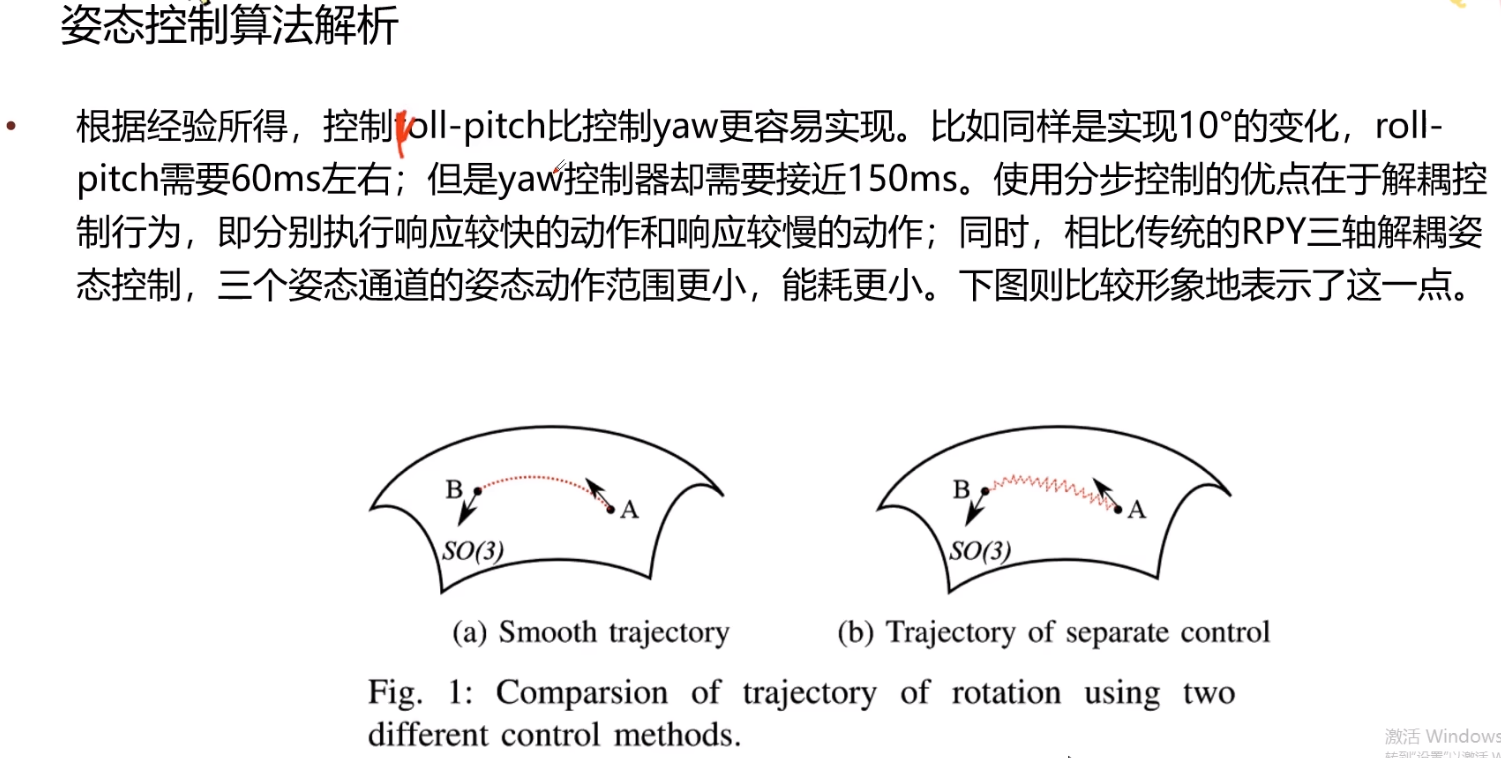 姿态控制算法解析
• 根据经验所得，控制roll-pitch比控制yaw更容易实现。比如同样是实现10°的变化，roll-
pitch需要60ms左右；但是yaw控制器却需要接近150ms。使用分步控制的优点在于解耦控
制行为，即分别执行响应较快的动作和响应较慢的动作；同时，相比传统的RPY三轴解耦姿
态控制，三个姿态通道的姿态动作范围更小，能耗更小。下图则比较形象地表示了这一点。
B
A
SO(3)
(a) Smooth trajectory
B
A
SO(3)
(b) Trajectory of separate control
Fig. 1: Comparsion of trajectory of rotation using two
different control methods.
激活 Windows